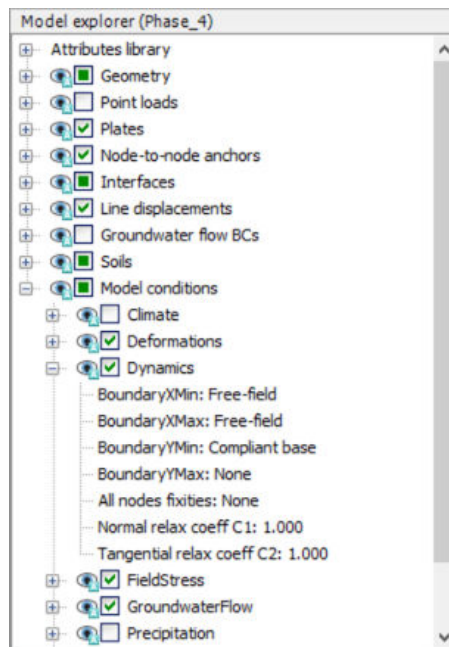 Model explorer (Phase_4)
Attributes library
Geometry
Point loads
Plates
Node-to-node anchors
Interfaces
Line displacements
Groundwater flow BCs
Soils
Model conditions
Climate
Deformations
Dynamics
BoundaryXMin: Free-field
BoundaryXMax: Free-field
BoundaryYMin: Compliant base
BoundaryYMax: None
All nodes fixities: None
Normal relax coeff C1: 1.000
Tangential relax coeff C2: 1.000
FieldStress
GroundwaterFlow
Precipitation